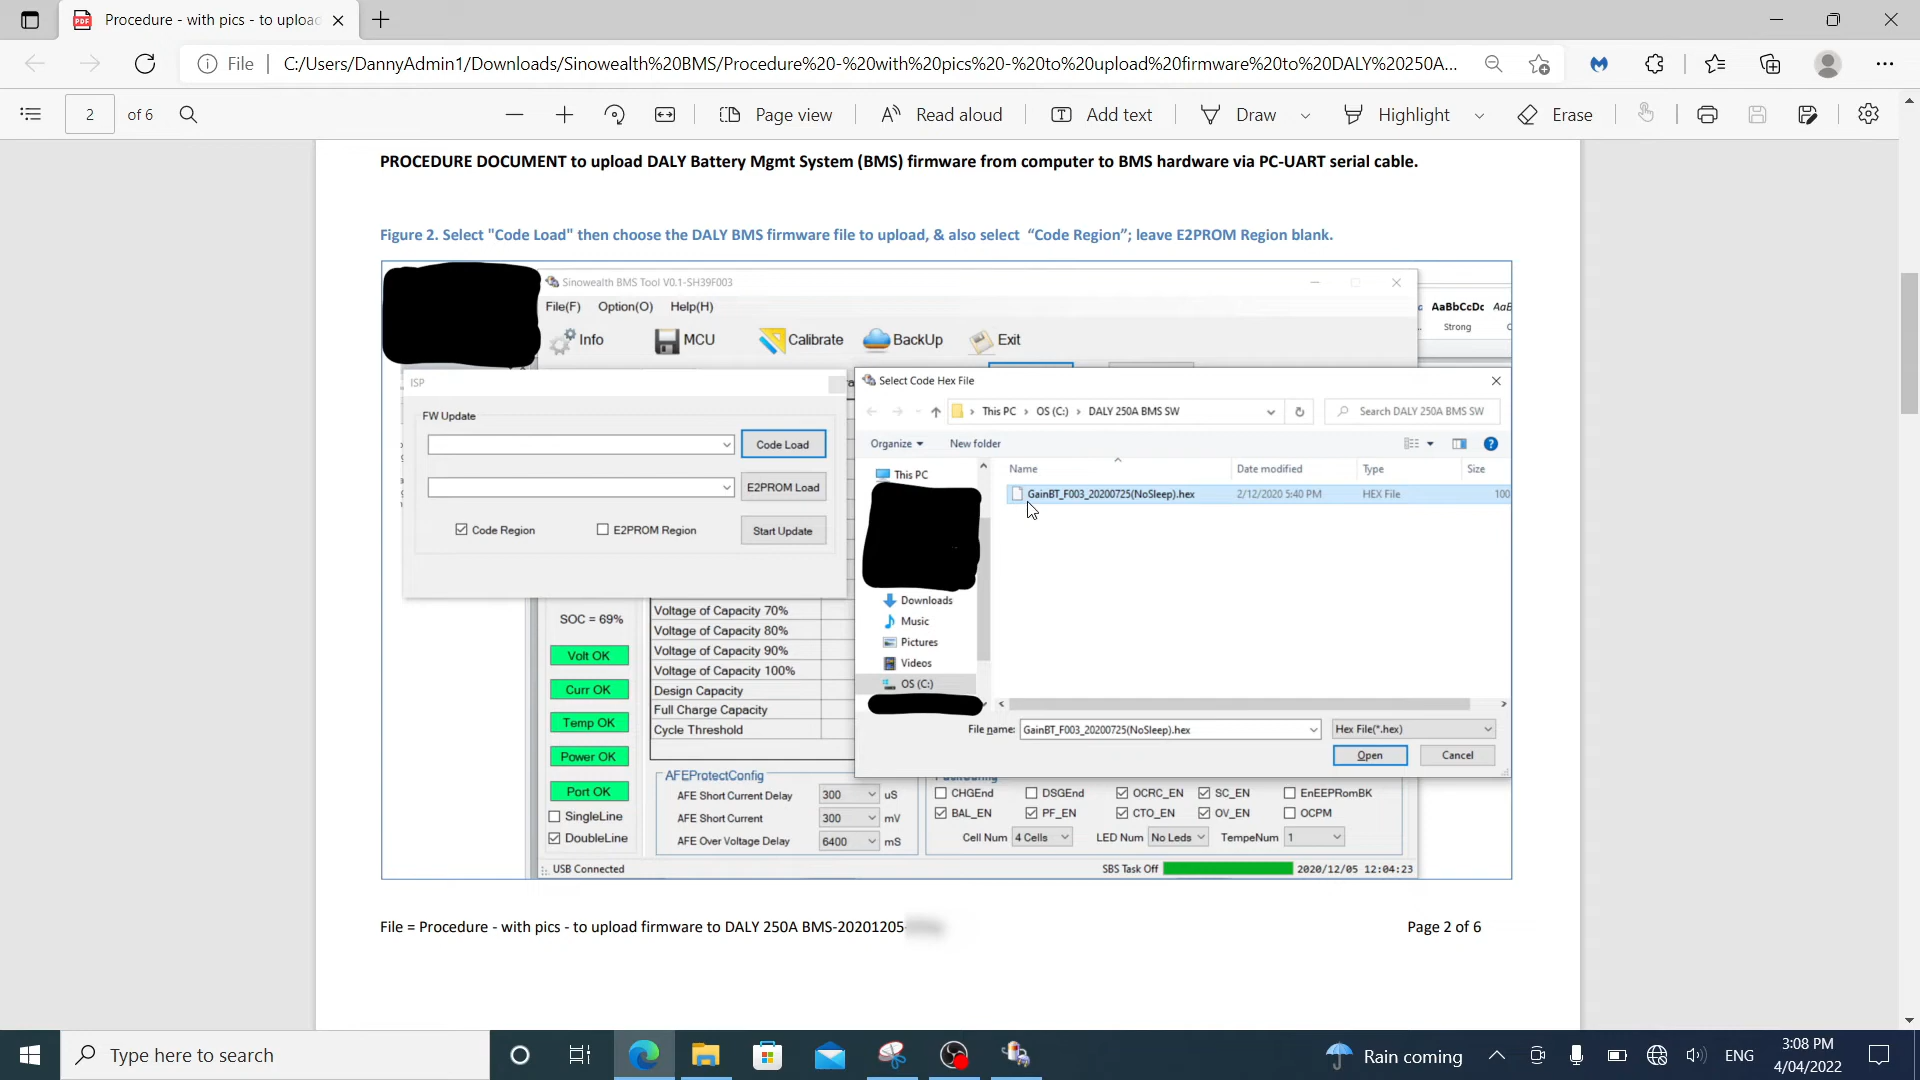 Procedure - with pics - to uploa
File
C:/Users/DannyAdmin1/Downloads/Sinowealth%20BMS/Procedure%20-%20with%20pics%20-%20to%20upload%20firmware%20to%20DALY%20250A...
2 of 6
Page view
Read aloud
Add text
Draw
Highlight
Erase
PROCEDURE DOCUMENT to upload DALY Battery Mgmt System (BMS) firmware from computer to BMS hardware via PC-UART serial cable.
Figure 2. Select "Code Load" then choose the DALY BMS firmware file to upload, & also select “Code Region”; leave E2PROM Region blank.
Sinowealth BMS Tool V0.1-SH39F003
File(F) Option(O) Help(H)
AaBbCcDc
Strong
Info MCU Calibrate BackUp Exit
ISP
FW Update
Code Load
E2PROM Load
Code Region E2PROM Region Start Update
Select Code Hex File
This PC › OS (C:) › DALY 250A BMS SW
Search DALY 250A BMS SW
Organize New folder
This PC
Name Date modified Type Size
GainBT_F003_20200725(NoSleep).hex 2/12/2020 5:40 PM HEX File 100
Downloads
Music
Pictures
Videos
OS (C:)
File name: GainBT_F003_20200725(NoSleep).hex Hex File(*.hex)
Open Cancel
SOC = 69%
Volt OK
Curr OK
Temp OK
Power OK
Port OK
SingleLine
DoubleLine
Voltage of Capacity 70%
Voltage of Capacity 80%
Voltage of Capacity 90%
Voltage of Capacity 100%
Design Capacity
Full Charge Capacity
Cycle Threshold
AFEProtectConfig
AFE Short Current Delay 300 uS
AFE Short Current 300 mV
AFE Over Voltage Delay 6400 mS
CHGEnd DSGEnd OCRC_EN SC_EN EnEEPRomBK
BAL_EN PF_EN CTO_EN OV_EN OCPM
Cell Num 4 Cells LED Num No Leds TempeNum 1
USB Connected
SBS Task Off 2020/12/05 12:04:23
File = Procedure - with pics - to upload firmware to DALY 250A BMS-20201205-
Page 2 of 6
Type here to search
Rain coming
ENG
3:08 PM
4/04/2022